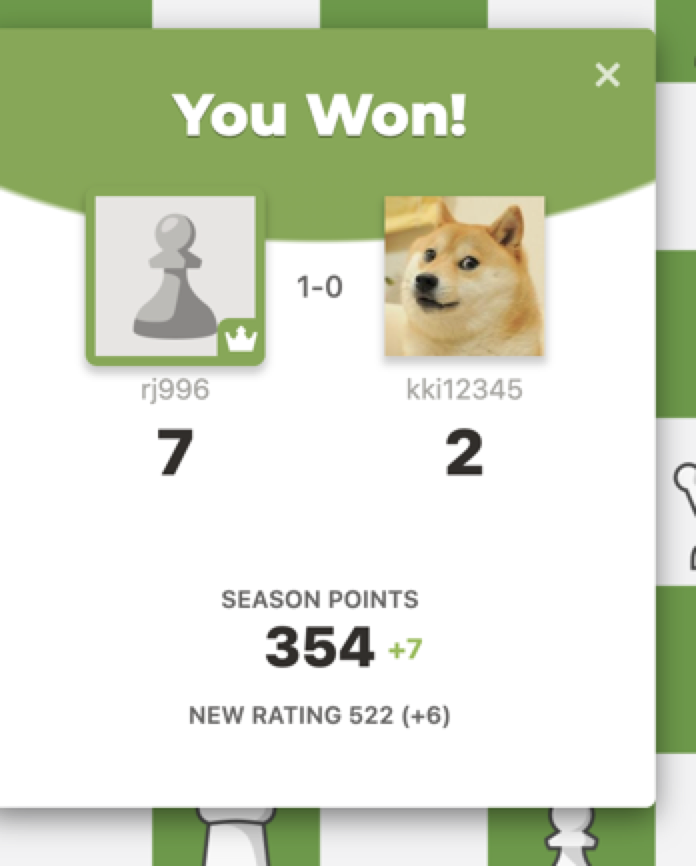 You Won!
1-0
rj996
kki12345
7
2
SEASON POINTS
354 +7
NEW RATING 522 (+6)